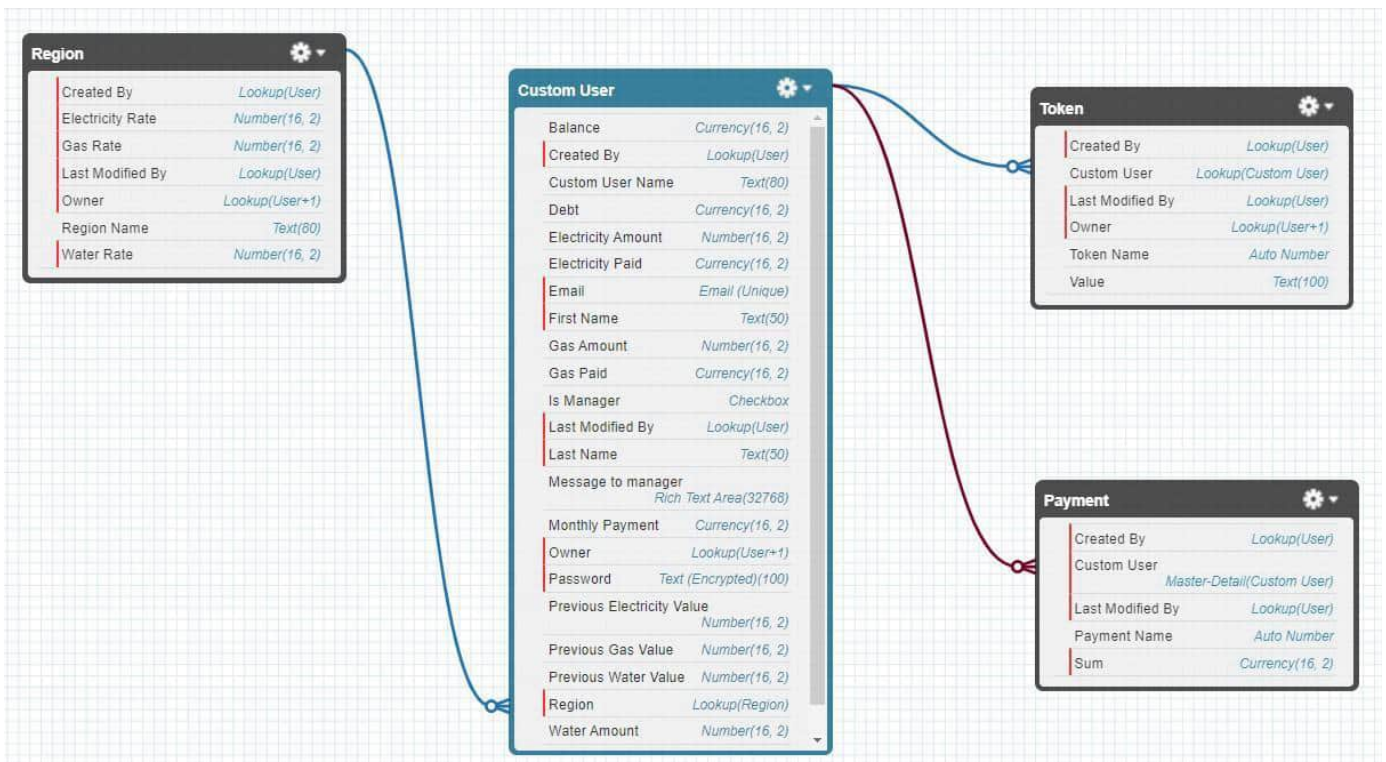 Region
Created By Lookup(User)
Electricity Rate Number(16, 2)
Gas Rate Number(16, 2)
Last Modified By Lookup(User)
Owner Lookup(User+1)
Region Name Text(80)
Water Rate Number(16, 2)
Custom User
Balance Currency(16, 2)
Created By Lookup(User)
Custom User Name Text(80)
Debt Currency(16, 2)
Electricity Amount Number(16, 2)
Electricity Paid Currency(16, 2)
Email Email (Unique)
First Name Text(50)
Gas Amount Number(16, 2)
Gas Paid Currency(16, 2)
Is Manager Checkbox
Last Modified By Lookup(User)
Last Name Text(50)
Message to manager
Rich Text Area(32768)
Monthly Payment Currency(16, 2)
Owner Lookup(User+1)
Password Text (Encrypted)(100)
Previous Electricity Value
Number(16, 2)
Previous Gas Value Number(16, 2)
Previous Water Value Number(16, 2)
Region Lookup(Region)
Water Amount Number(16, 2)
Token
Created By Lookup(User)
Custom User Lookup(Custom User)
Last Modified By Lookup(User)
Owner Lookup(User+1)
Token Name Auto Number
Value Text(100)
Payment
Created By Lookup(User)
Custom User
Master-Detail(Custom User)
Last Modified By Lookup(User)
Payment Name Auto Number
Sum Currency(16, 2)